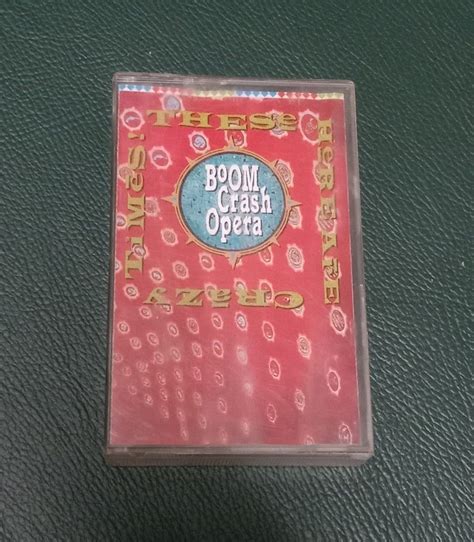 THESe
HeRE ARE
CRaZY
TiMeS!
BOOM
Crash
Opera